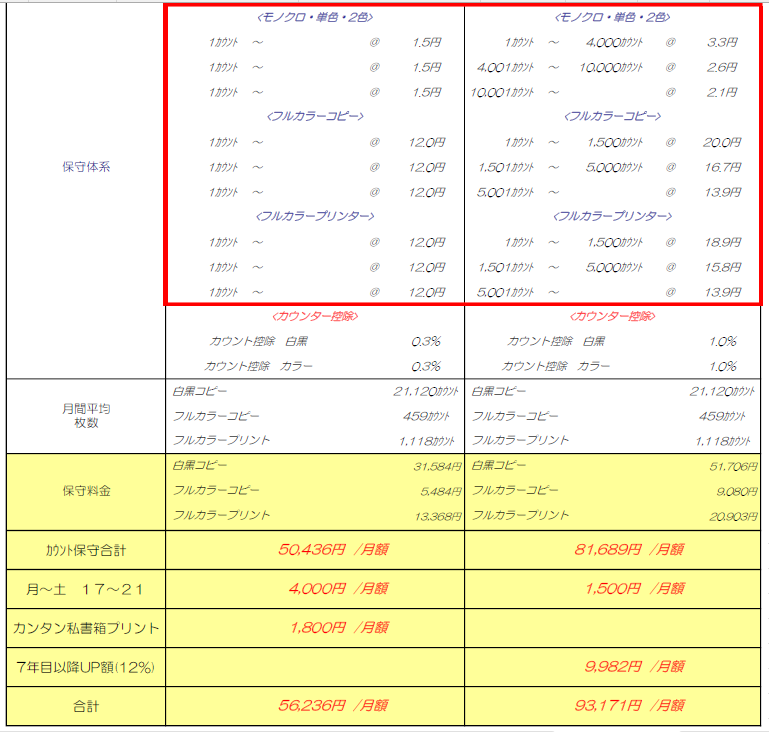 <モノクロ・単色・2色> <モノクロ・単色・2色>
1ｶｳﾝﾄ ～ @ 1.5円 1ｶｳﾝﾄ ～ 4,000ｶｳﾝﾄ @ 3.3円
1ｶｳﾝﾄ ～ @ 1.5円 4,001ｶｳﾝﾄ ～ 10,000ｶｳﾝﾄ @ 2.6円
1ｶｳﾝﾄ ～ @ 1.5円 10,001ｶｳﾝﾄ ～ @ 2.1円
<フルカラーコピー> <フルカラーコピー>
1ｶｳﾝﾄ ～ @ 12.0円 1ｶｳﾝﾄ ～ 1,500ｶｳﾝﾄ @ 20.0円
保守体系 1ｶｳﾝﾄ ～ @ 12.0円 1,501ｶｳﾝﾄ ～ 5,000ｶｳﾝﾄ @ 16.7円
1ｶｳﾝﾄ ～ @ 12.0円 5,001ｶｳﾝﾄ ～ @ 13.9円
<フルカラープリンター> <フルカラープリンター>
1ｶｳﾝﾄ ～ @ 12.0円 1ｶｳﾝﾄ ～ 1,500ｶｳﾝﾄ @ 18.9円
1ｶｳﾝﾄ ～ @ 12.0円 1,501ｶｳﾝﾄ ～ 5,000ｶｳﾝﾄ @ 15.8円
1ｶｳﾝﾄ ～ @ 12.0円 5,001ｶｳﾝﾄ ～ @ 13.9円
<カウンター控除> <カウンター控除>
カウント控除 白黒 0.3% カウント控除 白黒 1.0%
カウント控除 カラー 0.3% カウント控除 カラー 1.0%
月間平均
枚数
白黒コピー 21,120ｶｳﾝﾄ 白黒コピー 21,120ｶｳﾝﾄ
フルカラーコピー 459ｶｳﾝﾄ フルカラーコピー 459ｶｳﾝﾄ
フルカラープリント 1,118ｶｳﾝﾄ フルカラープリント 1,118ｶｳﾝﾄ
白黒コピー 31,584円 白黒コピー 51,706円
保守料金 フルカラーコピー 5,484円 フルカラーコピー 9,080円
フルカラープリント 13,368円 フルカラープリント 20,903円
ｶｳﾝﾄ保守合計 50,436円 /月額 81,689円 /月額
月～土 １７～２１ 4,000円 /月額 1,500円 /月額
カンタン私書箱プリント 1,800円 /月額
7年目以降UP額(12%) 9,982円 /月額
合計 56,236円 /月額 93,171円 /月額